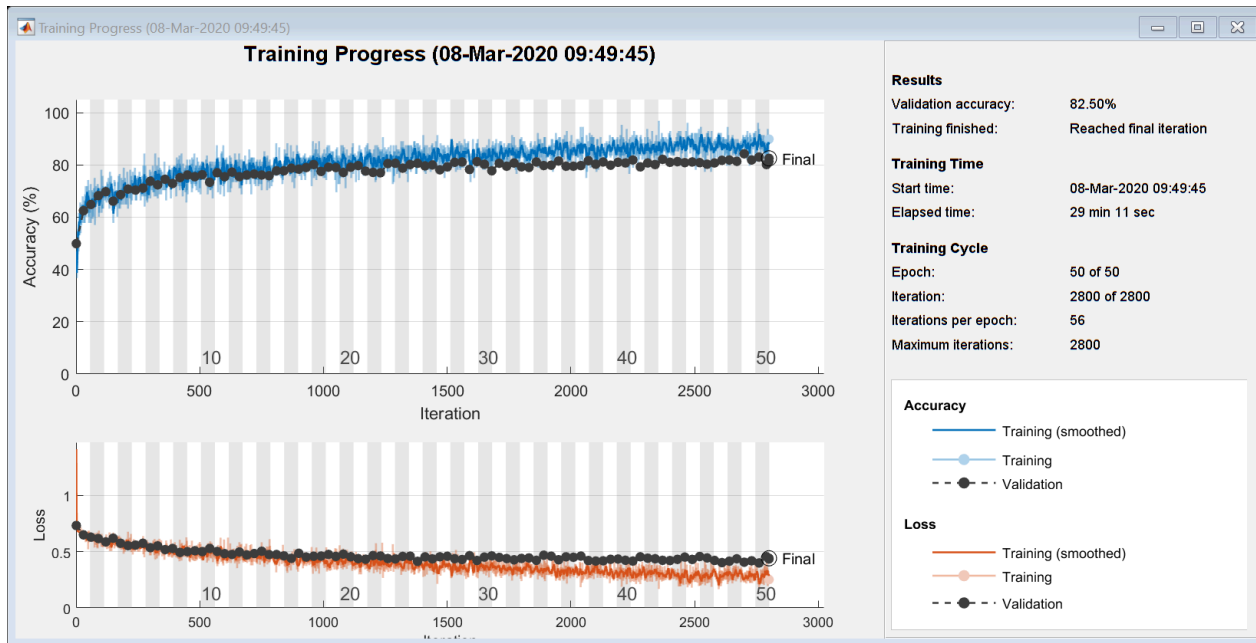 Training Progress (08-Mar-2020 09:49:45)
Training Progress (08-Mar-2020 09:49:45)
100
80
60
40
20
0
Accuracy (%)
Final
10
20
30
40
50
0
500
1000
1500
2000
2500
3000
Iteration
1
0.5
0
Loss
Final
10
20
30
40
50
0
500
1000
1500
2000
2500
3000
Iteration
Results
Validation accuracy: 82.50%
Training finished: Reached final iteration
Training Time
Start time: 08-Mar-2020 09:49:45
Elapsed time: 29 min 11 sec
Training Cycle
Epoch: 50 of 50
Iteration: 2800 of 2800
Iterations per epoch: 56
Maximum iterations: 2800
Accuracy
Training (smoothed)
Training
Validation
Loss
Training (smoothed)
Training
Validation